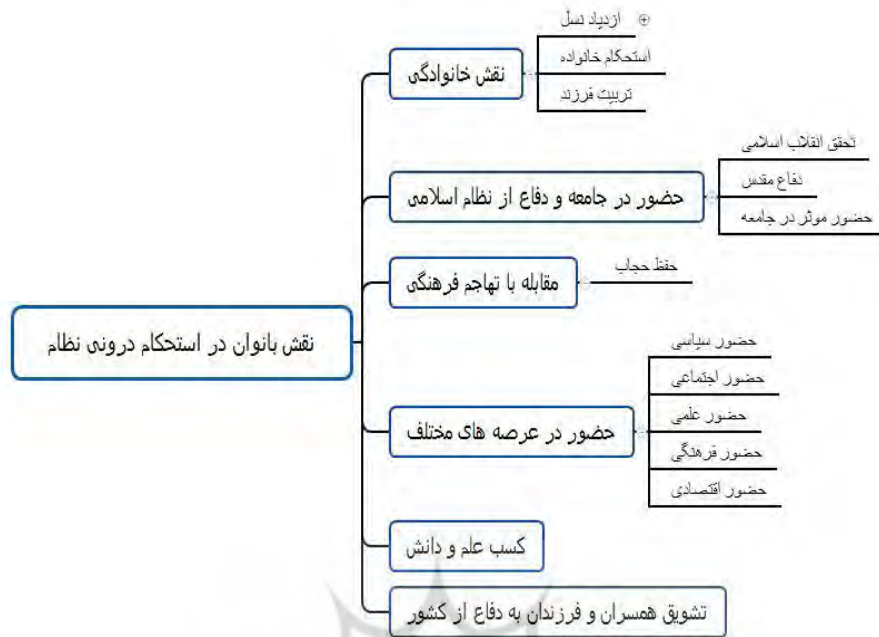 نقش بانوان در استحکام درونی نظام
نقش خانوادگی
ازدیاد نسل
استحکام خانواده
تربیت فرزند
حضور در جامعه و دفاع از نظام اسلامی
تحقق انقلاب اسلامی
دفاع مقدس
حضور موثر در جامعه
مقابله با تهاجم فرهنگی
حفظ حجاب
حضور در عرصه های مختلف
حضور سیاسی
حضور اجتماعی
حضور علمی
حضور فرهنگی
حضور اقتصادی
کسب علم و دانش
تشویق همسران و فرزندان به دفاع از کشور